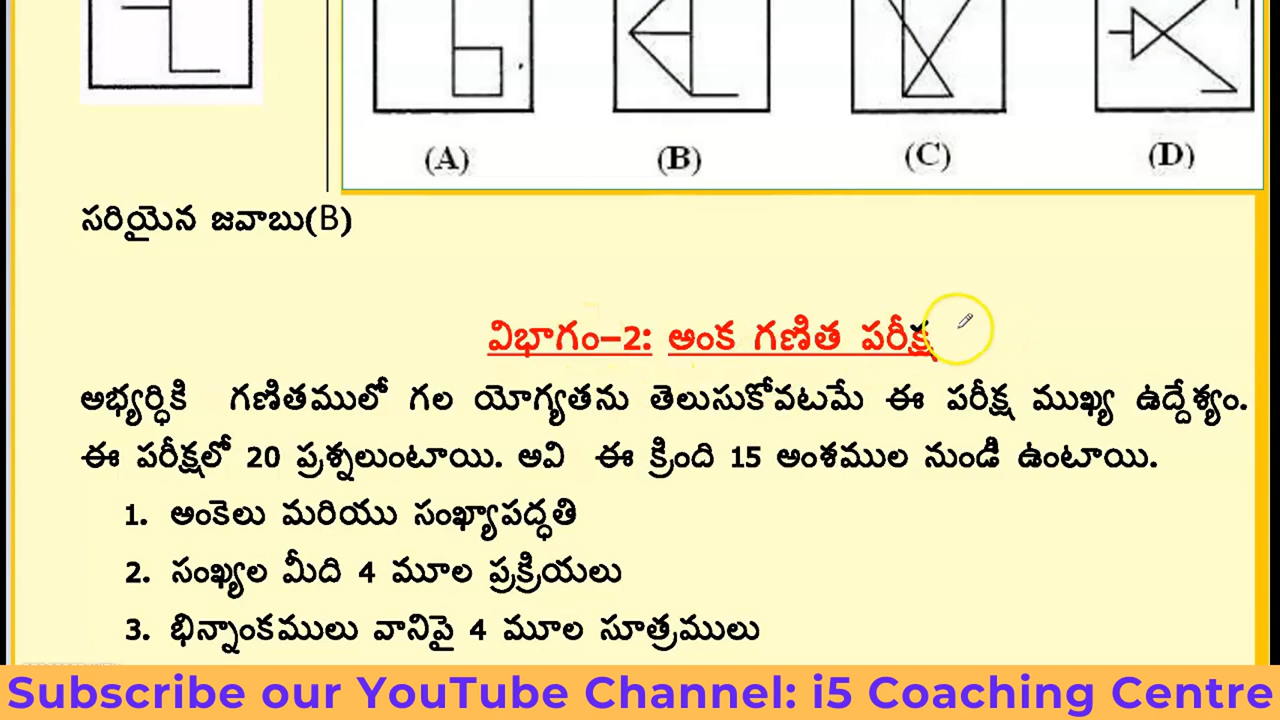 (A) (B) (C) (D)
సరియైన జవాబు(B)
విభాగం-2: అంక గణిత పరీక్ష
అభ్యర్ధికి గణితములో గల యోగ్యతను తెలుసుకోవటమే ఈ పరీక్ష ముఖ్య ఉద్దేశ్యం.
ఈ పరీక్షలో 20 ప్రశ్నలుంటాయి. అవి ఈ క్రింది 15 అంశముల నుండి ఉంటాయి.
1. అంకెలు మరియు సంఖ్యాపద్ధతి
2. సంఖ్యల మీది 4 మూల ప్రక్రియలు
3. భిన్నాంకములు వానిపై 4 మూల సూత్రములు
Subscribe our YouTube Channel: i5 Coaching Centre